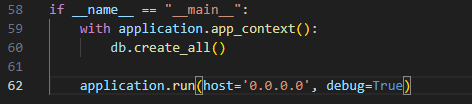 58 if __name__ == "__main__":
59     with application.app_context():
60         db.create_all()
61
62     application.run(host='0.0.0.0', debug=True)